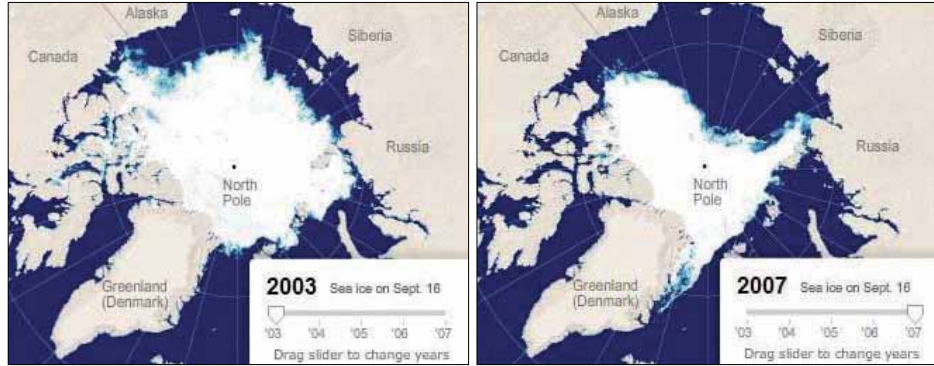 Alaska
Siberia
Canada
Russia
North
Pole
Greenland
(Denmark)
2003 Sea ice on Sept. 16
'03 '04 '05 '06 '07
Drag slider to change years
Alaska
Siberia
Canada
Russia
North
Pole
Greenland
(Denmark)
2007 Sea ice on Sept. 16
'03 '04 '05 '06 '07
Drag slider to change years